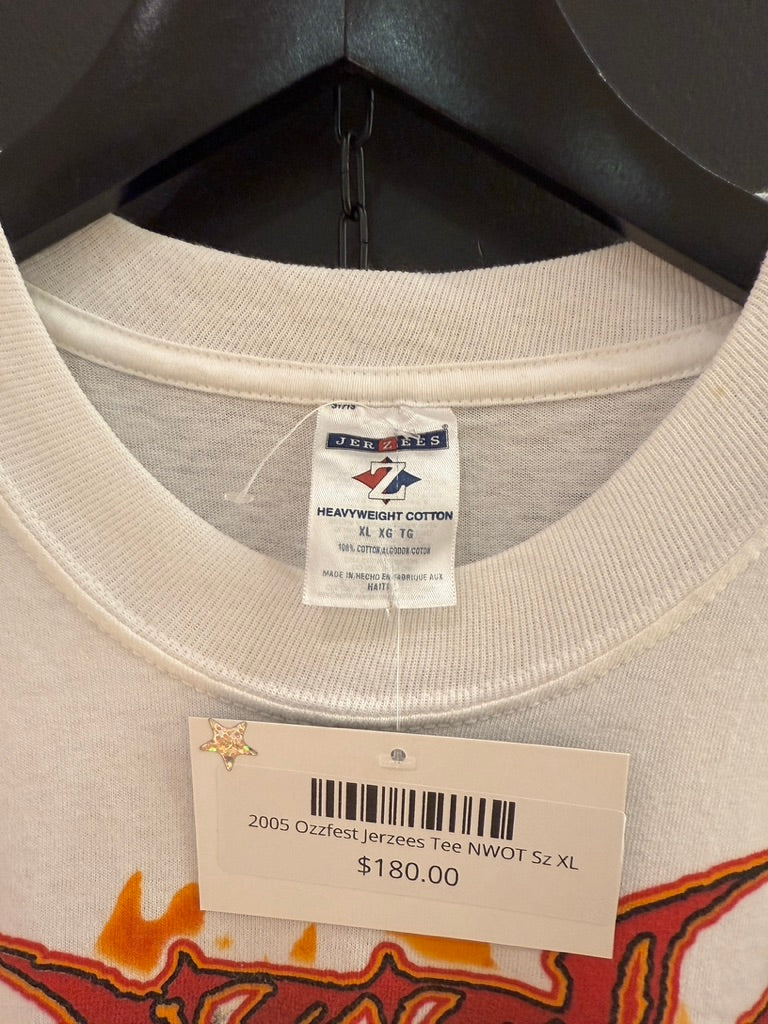 JERZEES
Z
HEAVYWEIGHT COTTON
XL XG TG
100% COTTON/ALGODON/COTON
MADE IN/HECHO EN/FABRIQUE AUX
HAITI
2005 Ozzfest Jerzees Tee NWOT Sz XL
$180.00